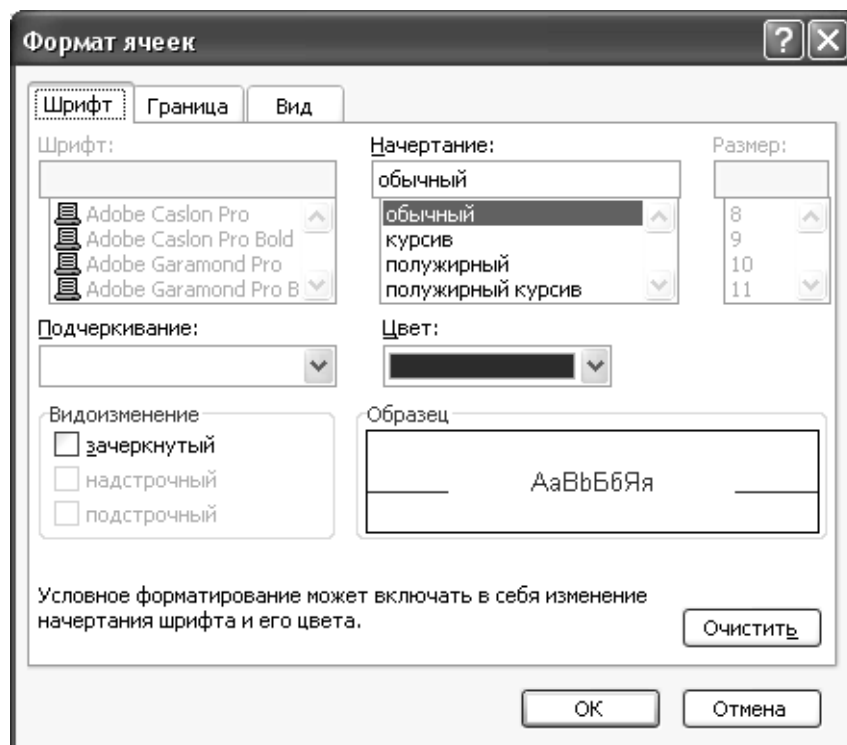 Формат ячеек
Шрифт Граница Вид
Шрифт: Начертание: Размер:
обычный
Adobe Caslon Pro обычный 8
Adobe Caslon Pro Bold курсив 9
Adobe Garamond Pro полужирный 10
Adobe Garamond Pro B полужирный курсив 11
Подчеркивание: Цвет:
Видоизменение Образец
зачеркнутый
надстрочный АаBbБбЯя
подстрочный
Условное форматирование может включать в себя изменение
начертания шрифта и его цвета.
Очистить
ОК Отмена